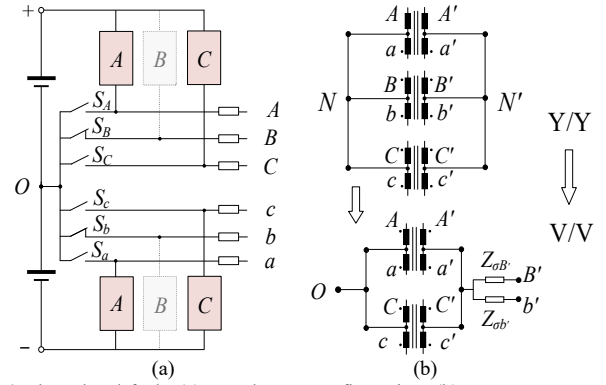 +
A B C
S_A A
S_B B
S_C C
O
S_c c
S_b b
S_a a
A B C
−
(a)
A A′
a a′
N B B′ N′
b b′
C C′
c c′
Y/Y
V/V
A A′
a a′
O
C C′
c c′
Z_σB′ B′
Z_σb′ b′
(b)